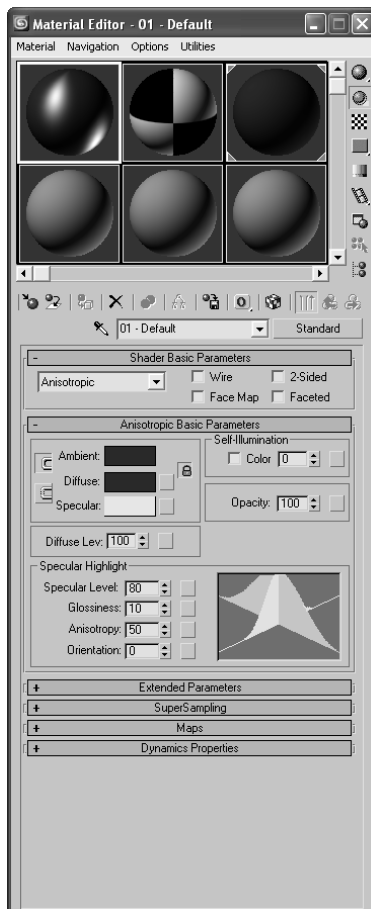 Material Editor - 01 - Default
Material Navigation Options Utilities
01 - Default Standard
- Shader Basic Parameters
Anisotropic Wire 2-Sided
Face Map Faceted
- Anisotropic Basic Parameters
Self-Illumination
Ambient: Color 0
Diffuse:
Specular: Opacity: 100
Diffuse Lev: 100
Specular Highlight
Specular Level: 80
Glossiness: 10
Anisotropy: 50
Orientation: 0
+ Extended Parameters
+ SuperSampling
+ Maps
+ Dynamics Properties